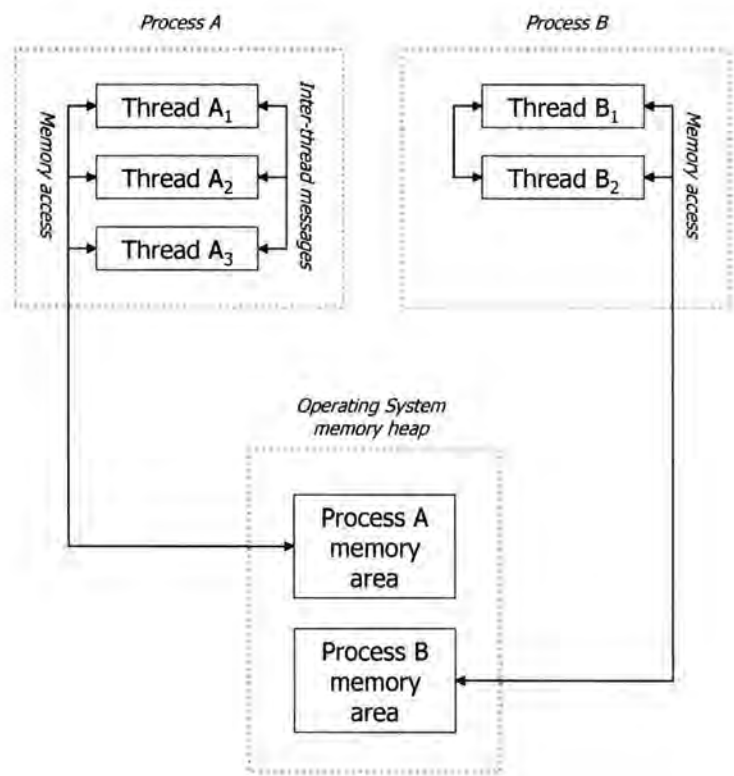 Process A
Process B
Memory access
Thread A1
Thread A2
Thread A3
Inter-thread messages
Thread B1
Thread B2
Memory access
Operating System
memory heap
Process A
memory
area
Process B
memory
area